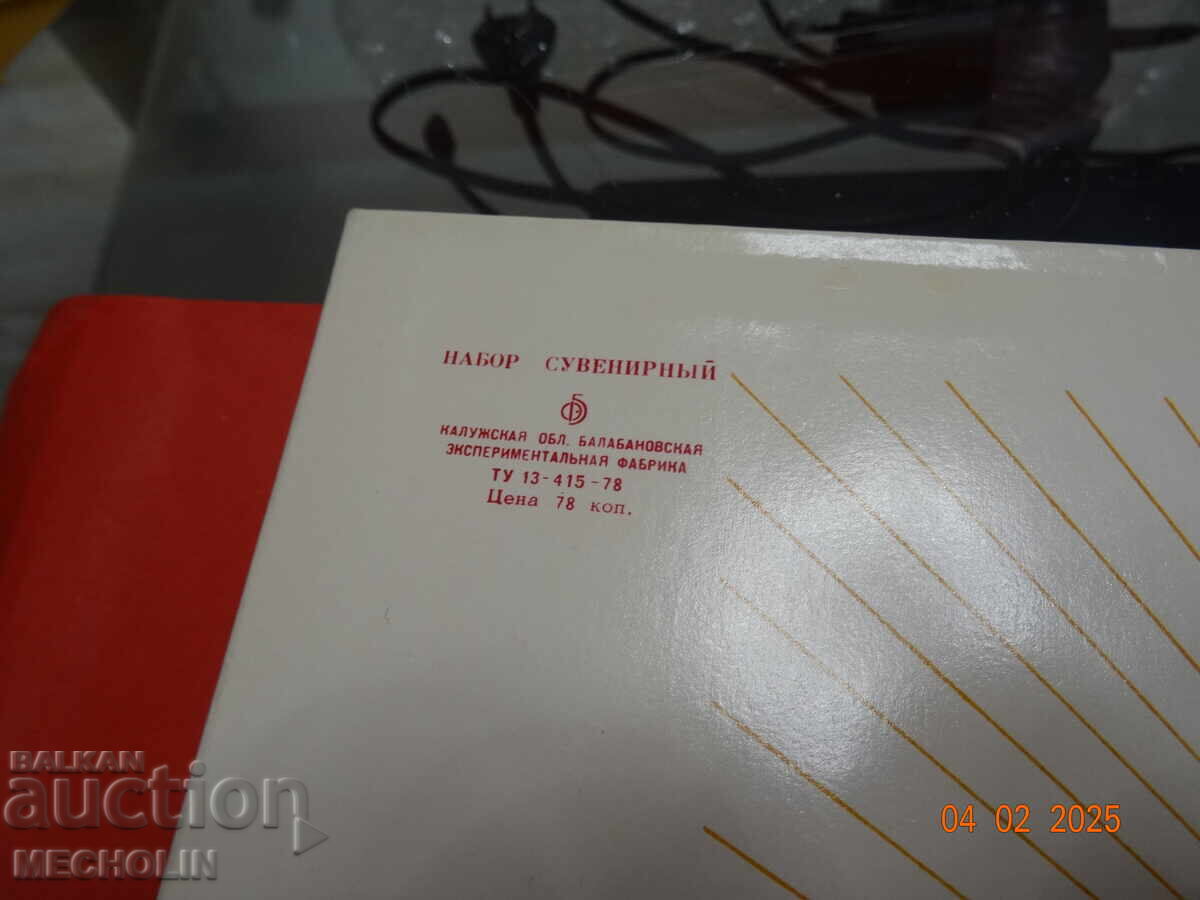 НАБОР СУВЕНИРНЫЙ
КАЛУЖСКАЯ ОБЛ. БАЛАБАНОВСКАЯ
ЭКСПЕРИМЕНТАЛЬНАЯ ФАБРИКА
ТУ 13-415-78
Цена 78 коп.
BALKAN
auction
MECHOLIN
04 02 2025